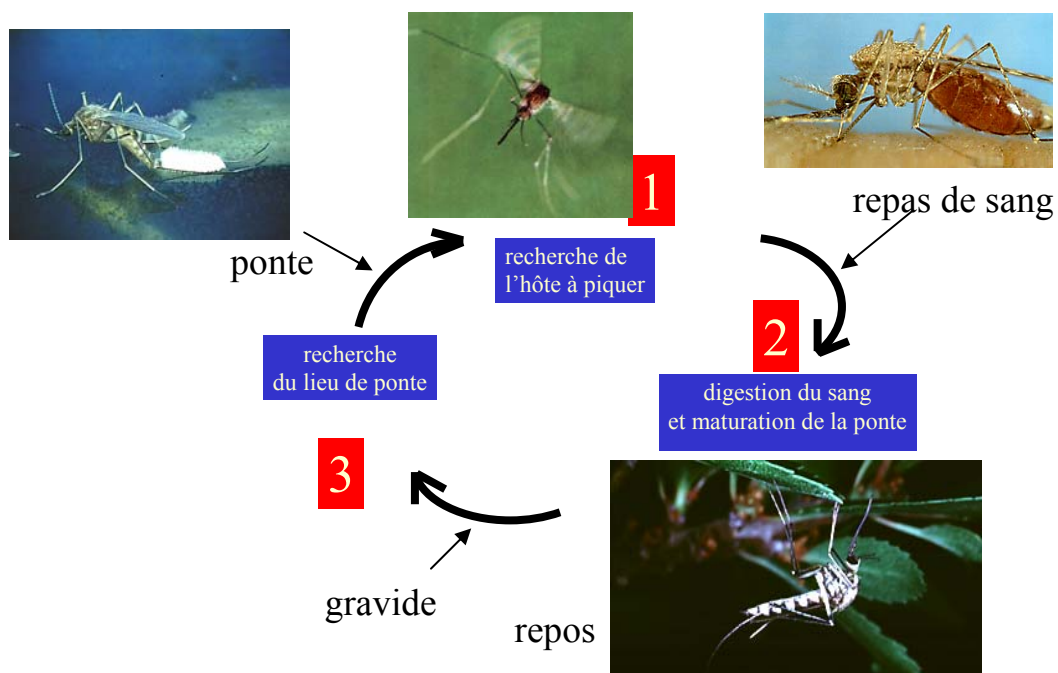 1
repas de sang
ponte
recherche de
l’hôte à piquer
2
recherche
du lieu de ponte
digestion du sang
et maturation de la ponte
3
gravide
repos